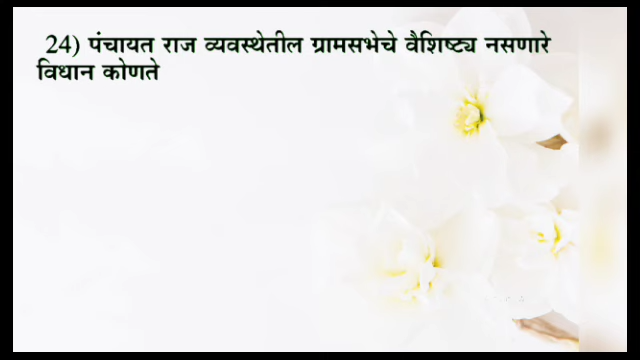 24) पंचायत राज व्यवस्थेतील ग्रामसभेचे वैशिष्ट्य नसणारे
विधान कोणते